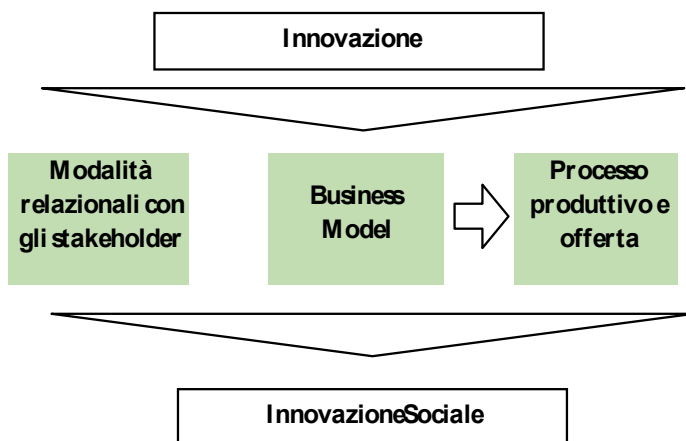 Innovazione
Modalità
relazionali con
gli stakeholder
Business
Model
Processo
produttivo e
offerta
InnovazioneSociale